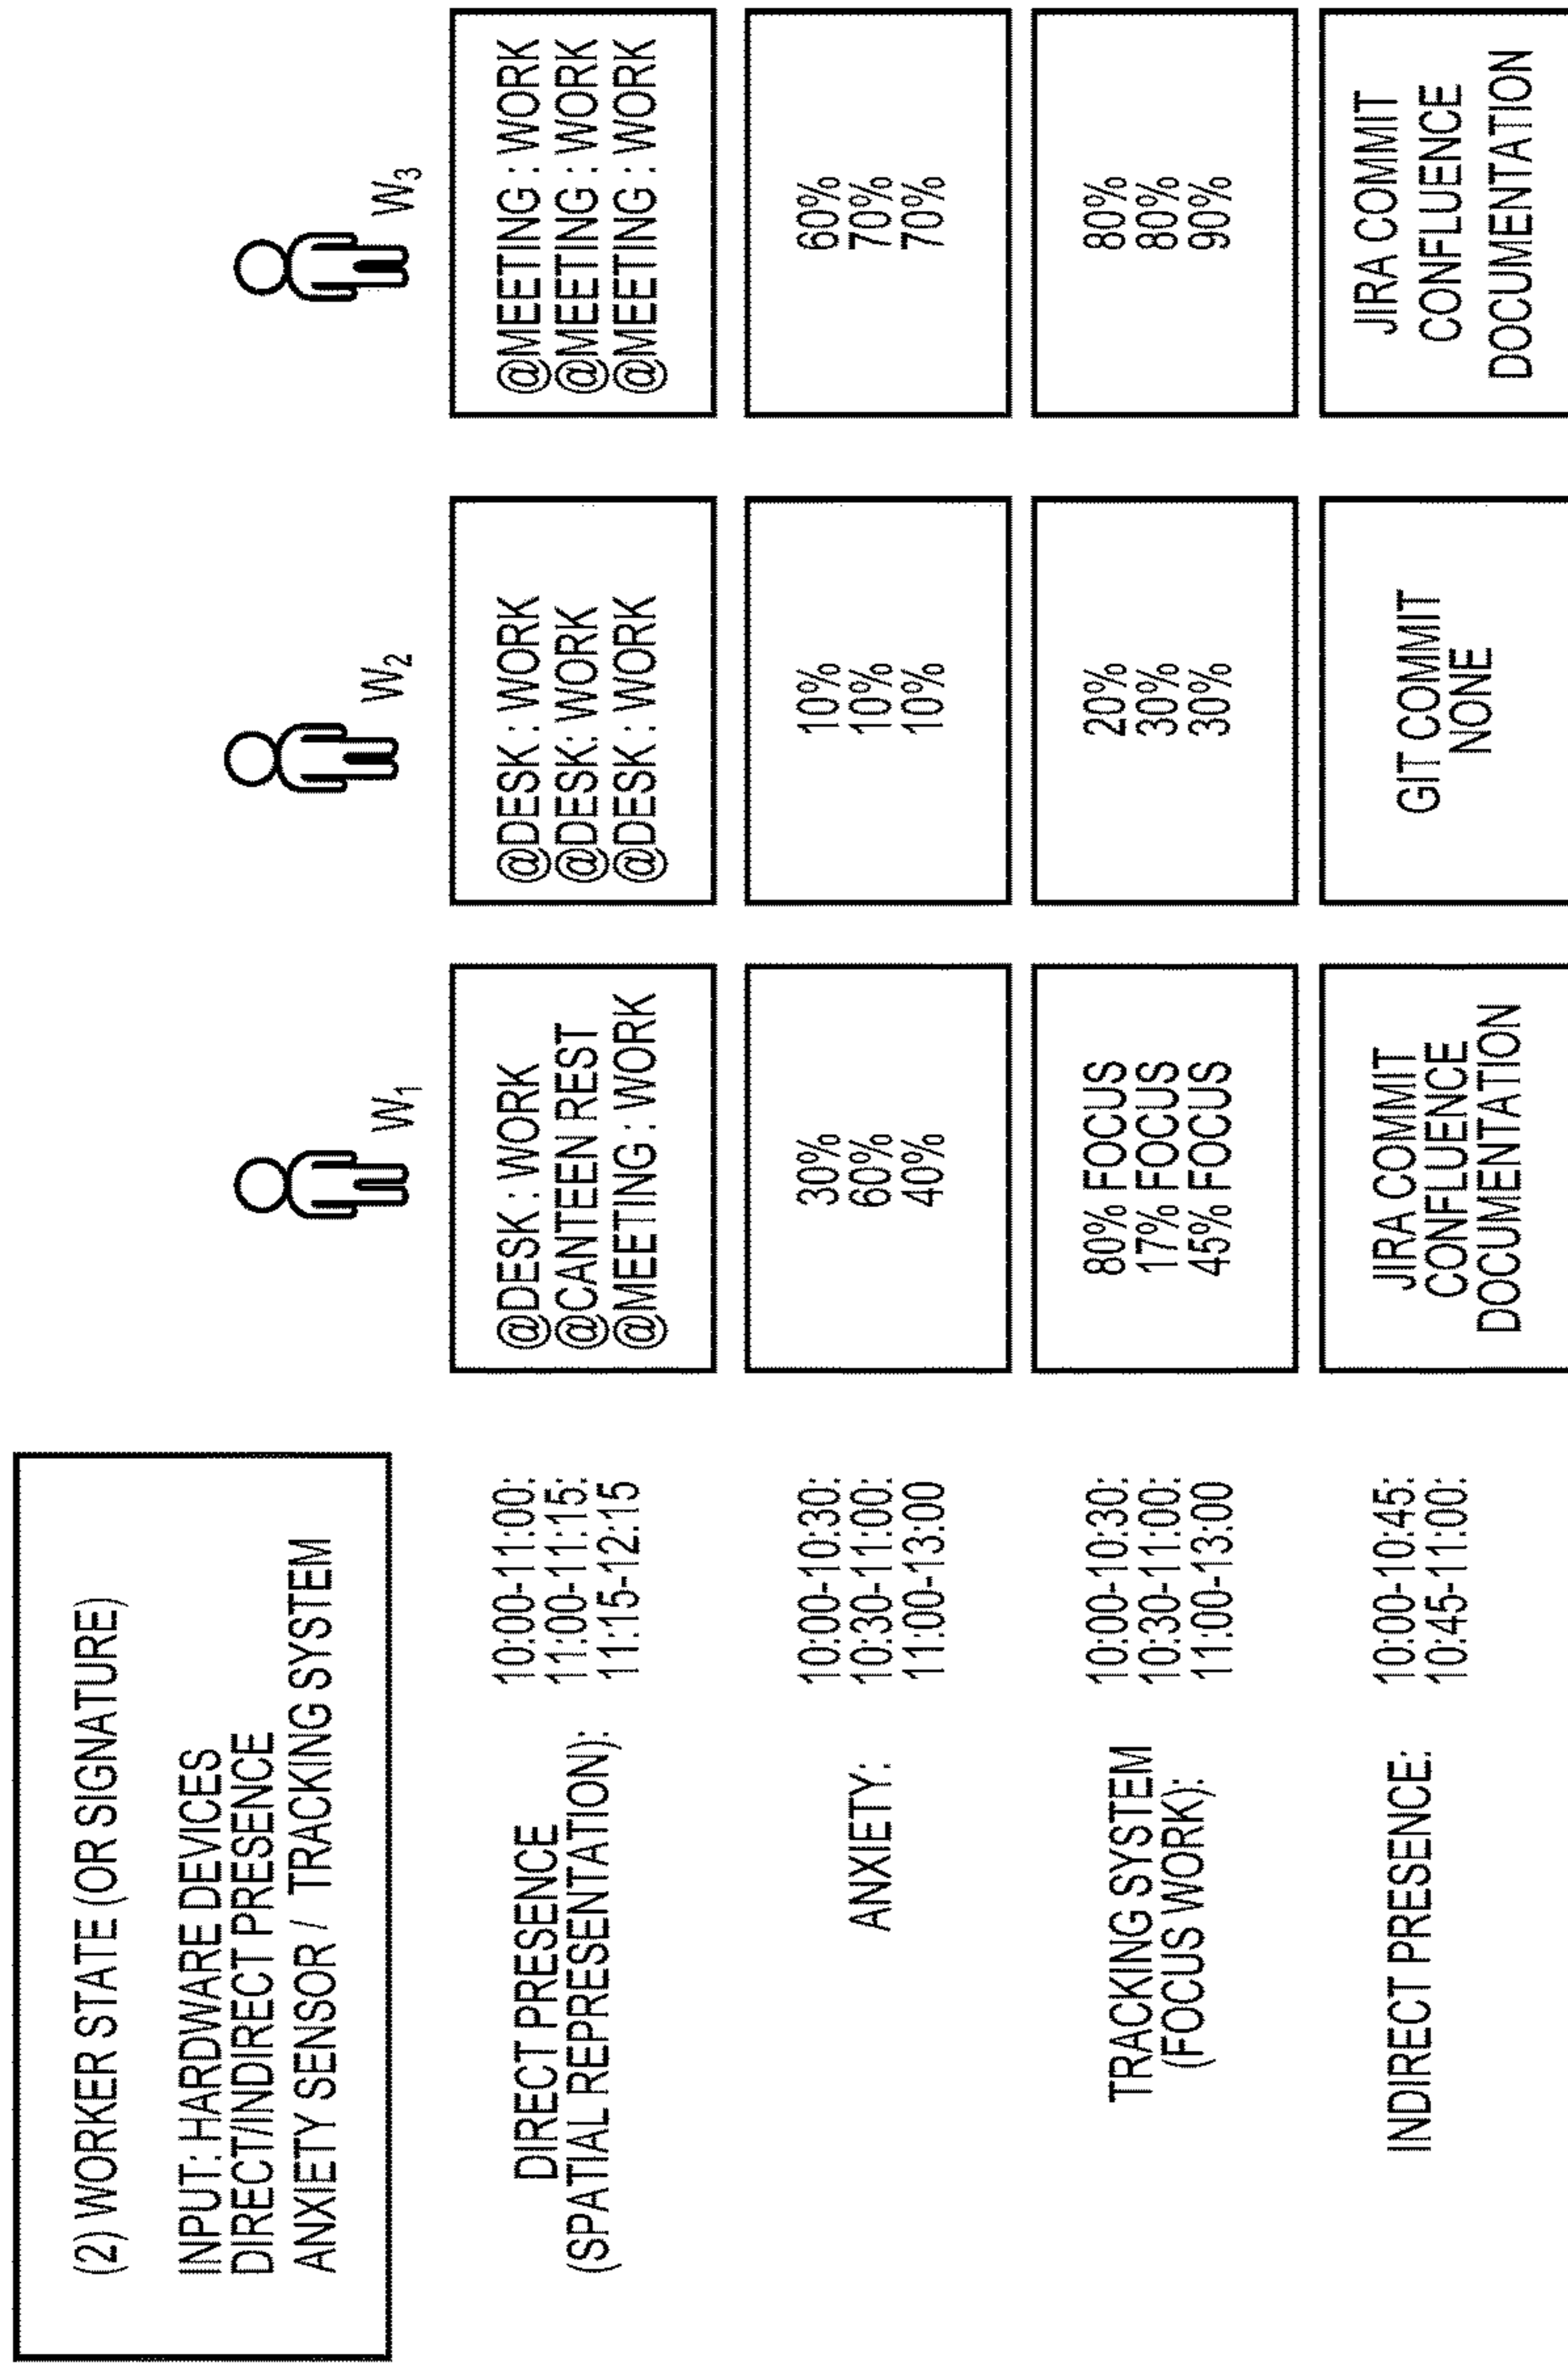 (2) WORKER STATE (OR SIGNATURE)
INPUT: HARDWARE DEVICES
DIRECT/INDIRECT PRESENCE
ANXIETY SENSOR / TRACKING SYSTEM
W1
W2
W3
DIRECT PRESENCE
(SPATIAL REPRESENTATION):
10:00-11:00:
11:00-11:15:
11:15-12:15
@DESK : WORK
@CANTEEN REST
@MEETING : WORK
@DESK : WORK
@DESK: WORK
@DESK : WORK
@MEETING : WORK
@MEETING : WORK
@MEETING : WORK
ANXIETY:
10:00-10:30:
10:30-11:00:
11:00-13:00
30%
60%
40%
10%
10%
10%
60%
70%
70%
TRACKING SYSTEM
(FOCUS WORK):
10:00-10:30:
10:30-11:00:
11:00-13:00
80% FOCUS
17% FOCUS
45% FOCUS
20%
30%
30%
80%
80%
90%
INDIRECT PRESENCE:
10:00-10:45:
10:45-11:00:
JIRA COMMIT
CONFLUENCE
DOCUMENTATION
GIT COMMIT
NONE
JIRA COMMIT
CONFLUENCE
DOCUMENTATION